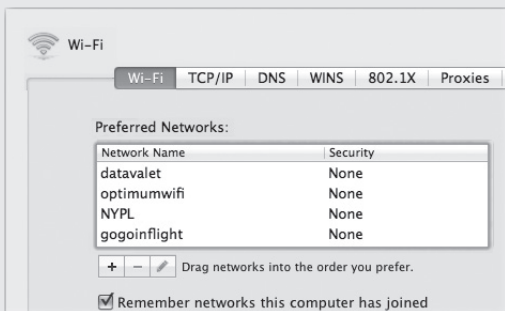 Wi-Fi
Wi-Fi TCP/IP DNS WINS 802.1X Proxies
Preferred Networks:
Network Name Security
datavalet None
optimumwifi None
NYPL None
gogoinflight None
+ − Drag networks into the order you prefer.
Remember networks this computer has joined